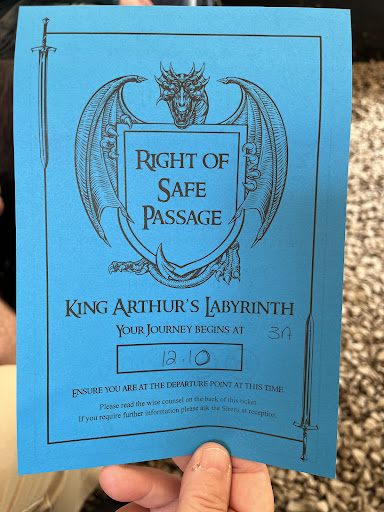 RIGHT OF
SAFE
PASSAGE
KING ARTHUR'S LABYRINTH
YOUR JOURNEY BEGINS AT 3A
12.10
ENSURE YOU ARE AT THE DEPARTURE POINT AT THIS TIME
Please read the wise counsel on the back of this ticket.
If you require further information please ask the Sirens at reception.